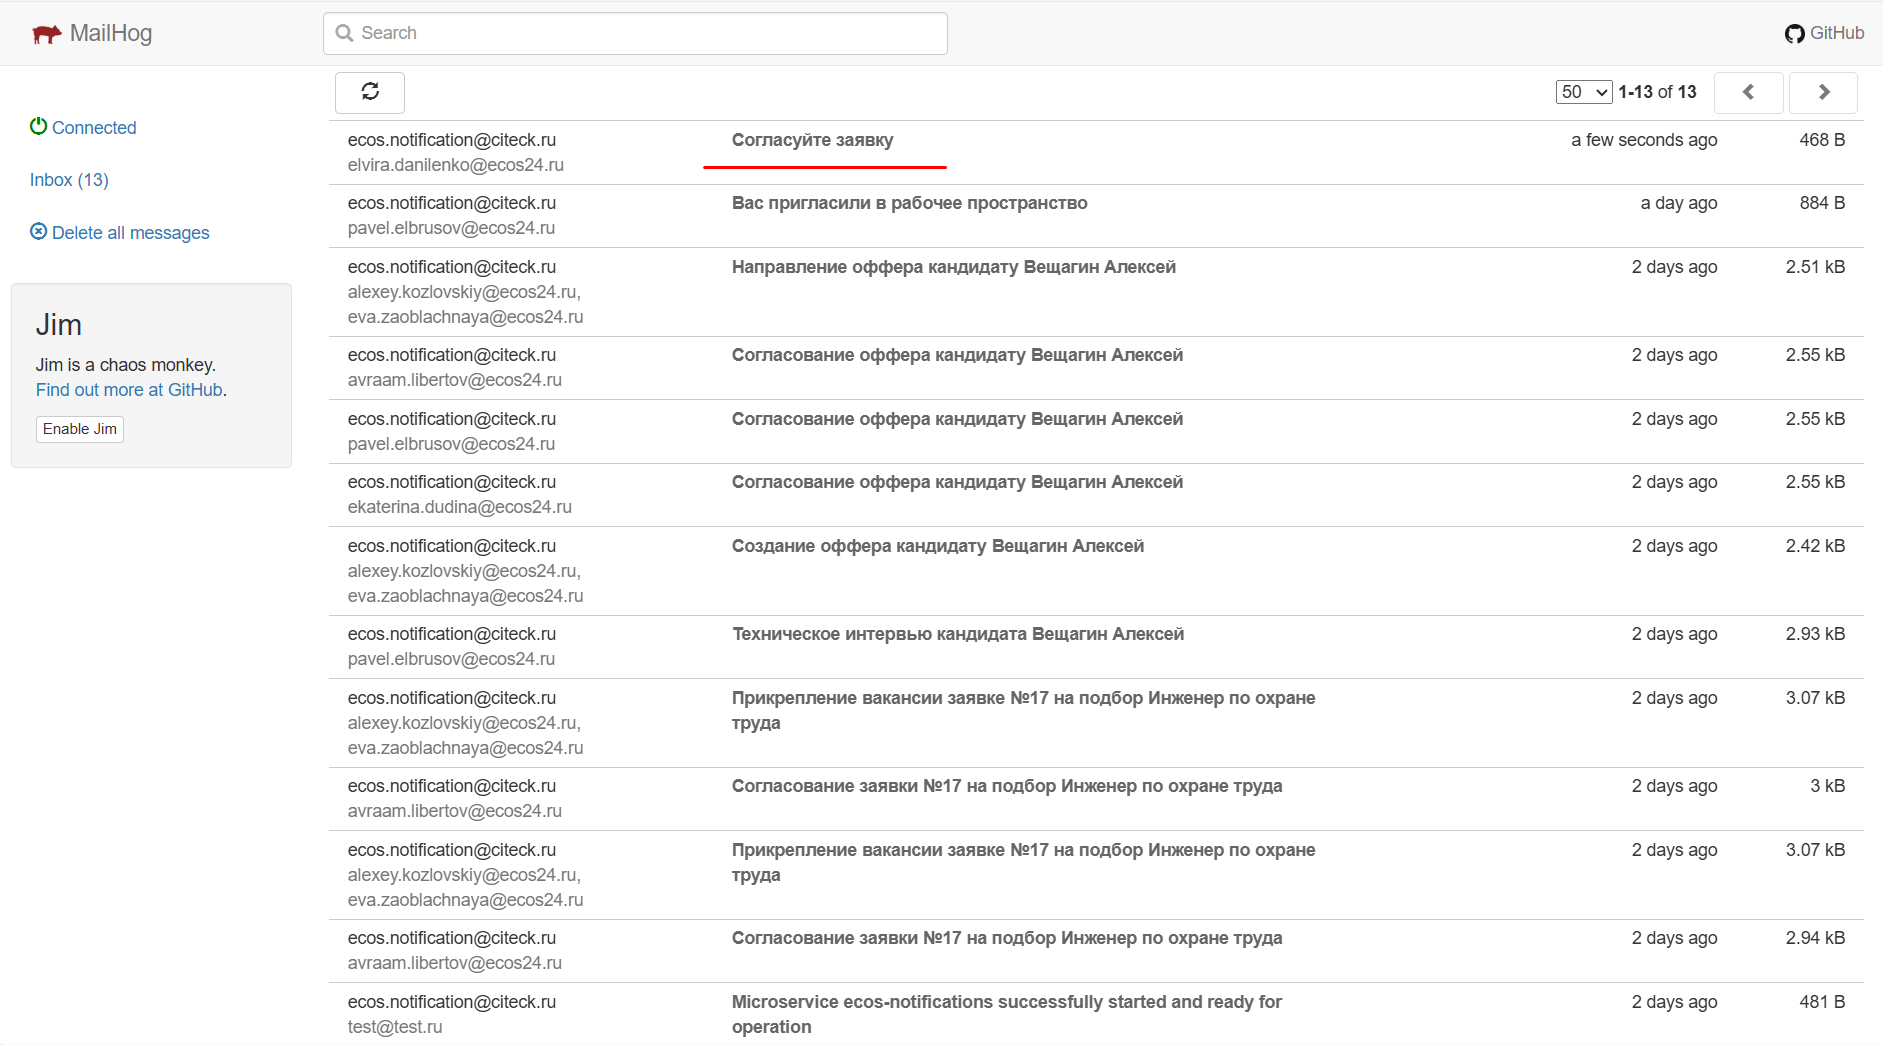 MailHog
Search
GitHub
50 1-13 of 13
Connected
Inbox (13)
Delete all messages
Jim
Jim is a chaos monkey.
Find out more at GitHub.
Enable Jim
ecos.notification@citeck.ru Согласуйте заявку a few seconds ago 468 B
elvira.danilenko@ecos24.ru
ecos.notification@citeck.ru Вас пригласили в рабочее пространство a day ago 884 B
pavel.elbrusov@ecos24.ru
ecos.notification@citeck.ru Направление оффера кандидату Вещагин Алексей 2 days ago 2.51 kB
alexey.kozlovskiy@ecos24.ru,
eva.zaoblachnaya@ecos24.ru
ecos.notification@citeck.ru Согласование оффера кандидату Вещагин Алексей 2 days ago 2.55 kB
avraam.libertov@ecos24.ru
ecos.notification@citeck.ru Согласование оффера кандидату Вещагин Алексей 2 days ago 2.55 kB
pavel.elbrusov@ecos24.ru
ecos.notification@citeck.ru Согласование оффера кандидату Вещагин Алексей 2 days ago 2.55 kB
ekaterina.dudina@ecos24.ru
ecos.notification@citeck.ru Создание оффера кандидату Вещагин Алексей 2 days ago 2.42 kB
alexey.kozlovskiy@ecos24.ru,
eva.zaoblachnaya@ecos24.ru
ecos.notification@citeck.ru Техническое интервью кандидата Вещагин Алексей 2 days ago 2.93 kB
pavel.elbrusov@ecos24.ru
ecos.notification@citeck.ru Прикрепление вакансии заявке №17 на подбор Инженер по охране 2 days ago 3.07 kB
alexey.kozlovskiy@ecos24.ru, труда
eva.zaoblachnaya@ecos24.ru
ecos.notification@citeck.ru Согласование заявки №17 на подбор Инженер по охране труда 2 days ago 3 kB
avraam.libertov@ecos24.ru
ecos.notification@citeck.ru Прикрепление вакансии заявке №17 на подбор Инженер по охране 2 days ago 3.07 kB
alexey.kozlovskiy@ecos24.ru, труда
eva.zaoblachnaya@ecos24.ru
ecos.notification@citeck.ru Согласование заявки №17 на подбор Инженер по охране труда 2 days ago 2.94 kB
avraam.libertov@ecos24.ru
ecos.notification@citeck.ru Microservice ecos-notifications successfully started and ready for 2 days ago 481 B
test@test.ru operation